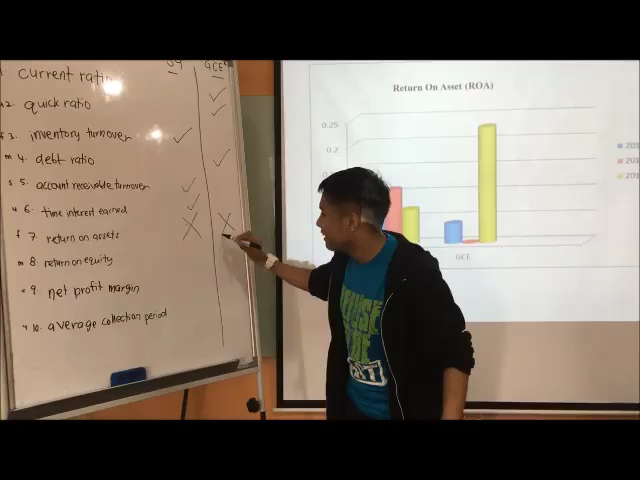 GCE
1. current ratio
2. quick ratio
3. inventory turnover
4. debt ratio
5. account receivable turnover
6. time interest earned
7. return on assets
8. return on equity
9. net profit margin
10. average collection period
Return On Asset (ROA)
0.25
0.2
GCE